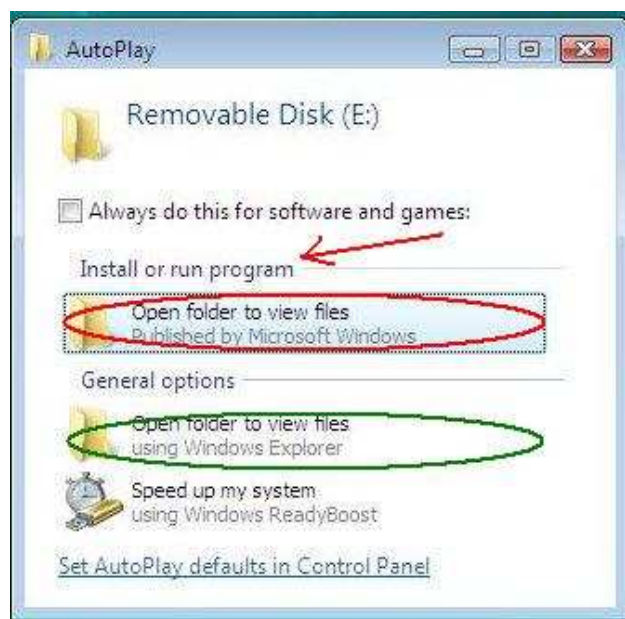 AutoPlay
Removable Disk (E:)
Always do this for software and games:
Install or run program
Open folder to view files
Published by Microsoft Windows
General options
Open folder to view files
using Windows Explorer
Speed up my system
using Windows ReadyBoost
Set AutoPlay defaults in Control Panel